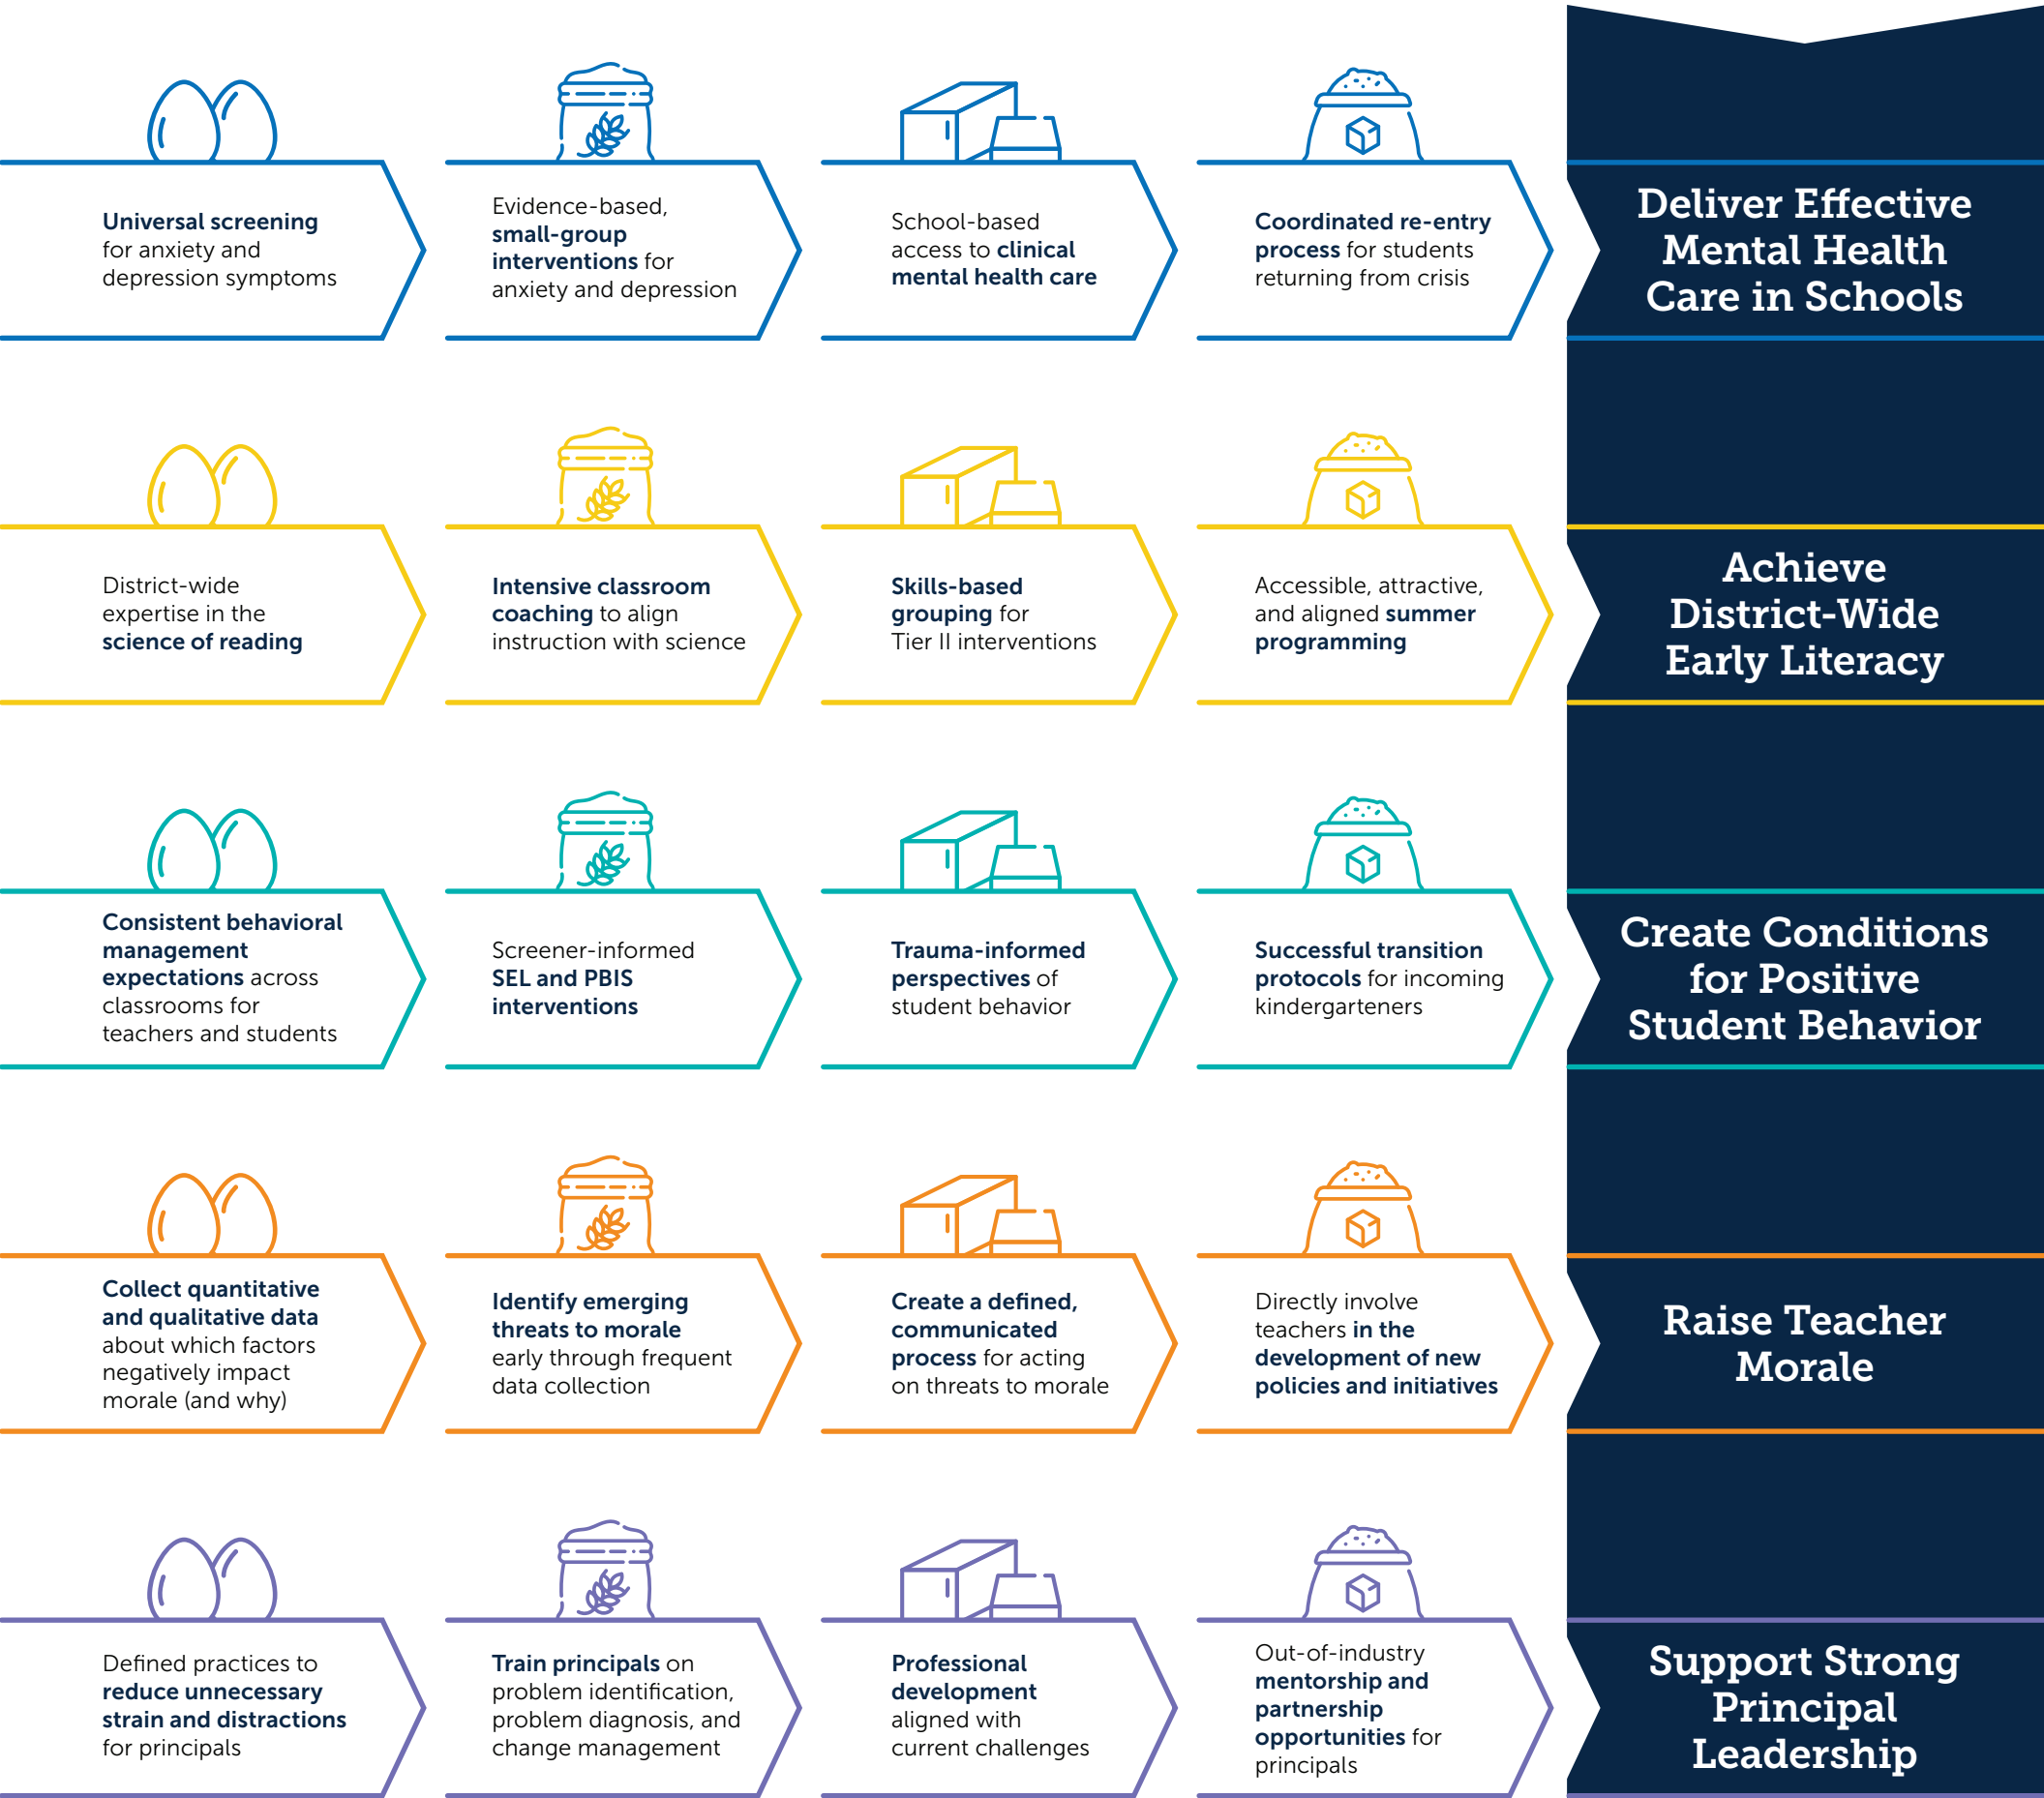 Universal screening
for anxiety and
depression symptoms
Evidence-based,
small-group
interventions for
anxiety and depression
School-based
access to clinical
mental health care
Coordinated re-entry
process for students
returning from crisis
Deliver Effective
Mental Health
Care in Schools
District-wide
expertise in the
science of reading
Intensive classroom
coaching to align
instruction with science
Skills-based
grouping for
Tier II interventions
Accessible, attractive,
and aligned summer
programming
Achieve
District-Wide
Early Literacy
Consistent behavioral
management
expectations across
classrooms for
teachers and students
Screener-informed
SEL and PBIS
interventions
Trauma-informed
perspectives of
student behavior
Successful transition
protocols for incoming
kindergarteners
Create Conditions
for Positive
Student Behavior
Collect quantitative
and qualitative data
about which factors
negatively impact
morale (and why)
Identify emerging
threats to morale
early through frequent
data collection
Create a defined,
communicated
process for acting
on threats to morale
Directly involve
teachers in the
development of new
policies and initiatives
Raise Teacher
Morale
Defined practices to
reduce unnecessary
strain and distractions
for principals
Train principals on
problem identification,
problem diagnosis, and
change management
Professional
development
aligned with
current challenges
Out-of-industry
mentorship and
partnership
opportunities for
principals
Support Strong
Principal
Leadership